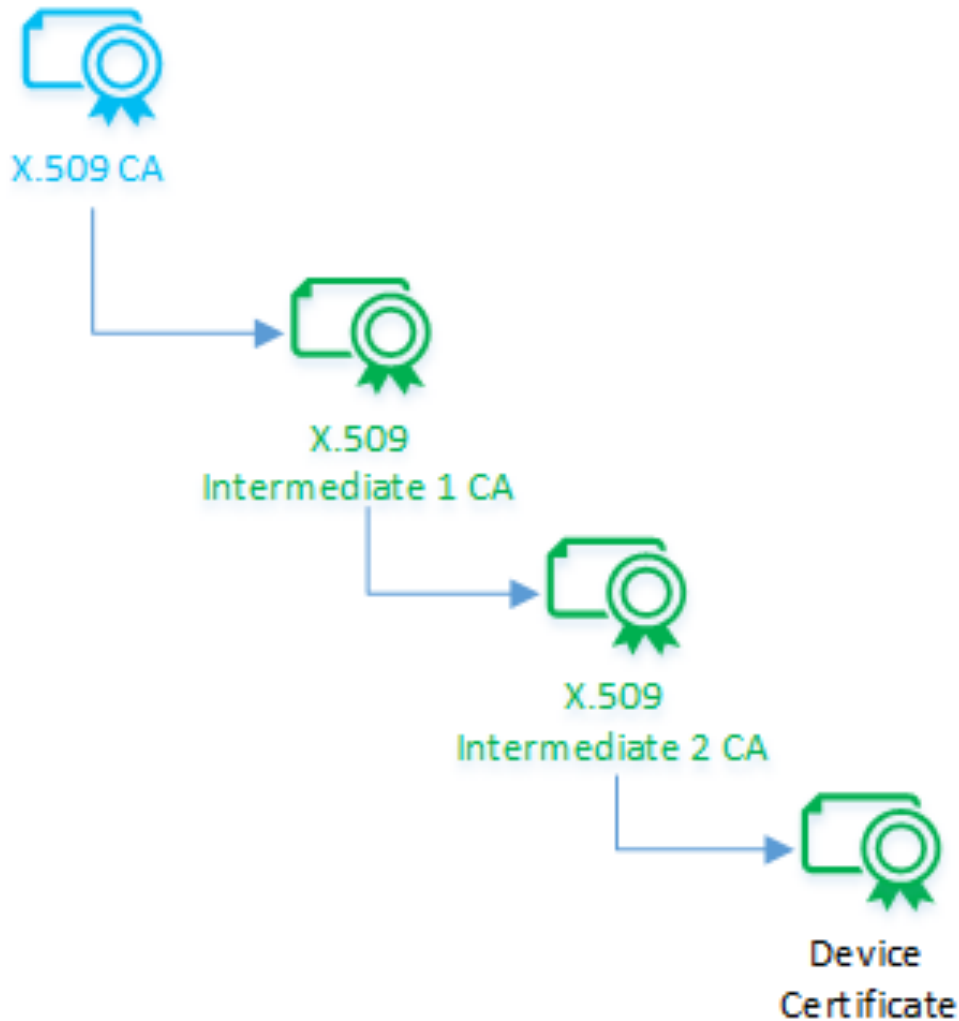 X.509 CA
X.509
Intermediate 1 CA
X.509
Intermediate 2 CA
Device
Certificate